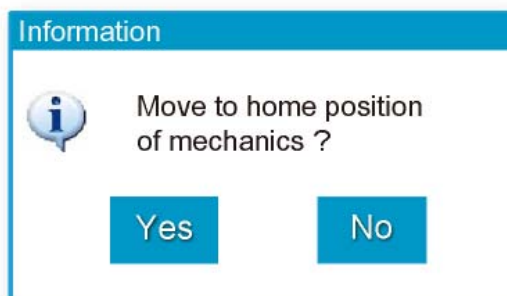 Information
Move to home position
of mechanics ?
Yes No